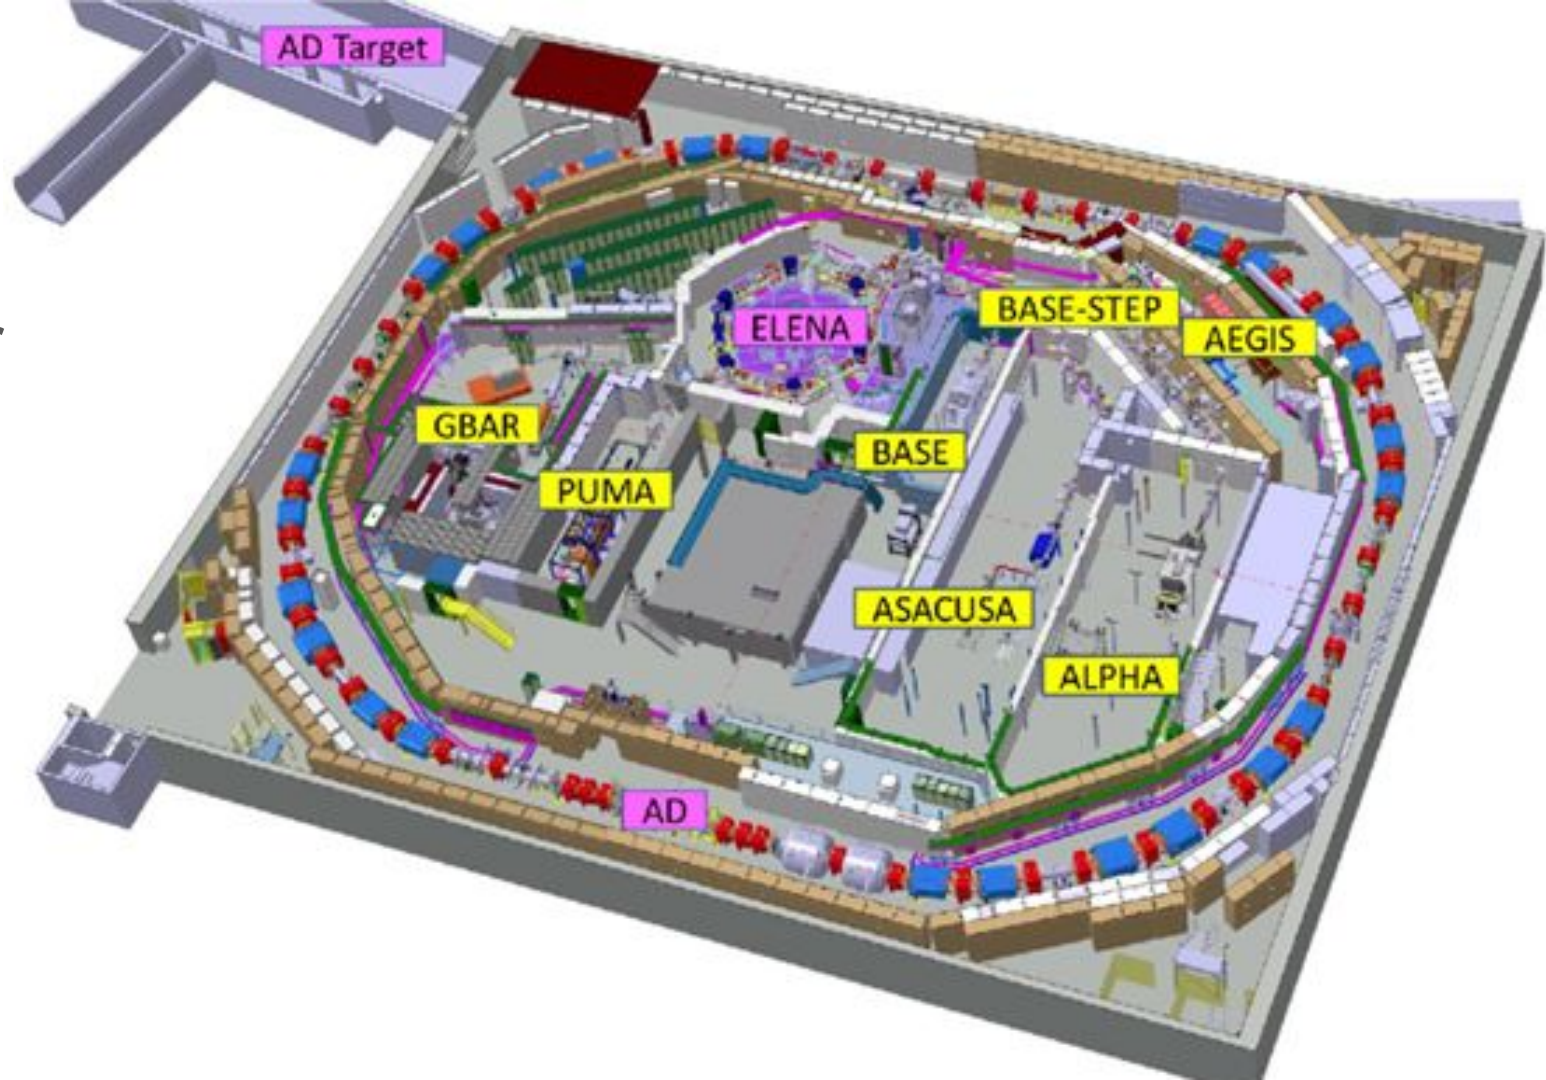 AD Target
ELENA
BASE-STEP
AEGIS
GBAR
BASE
PUMA
ASACUSA
ALPHA
AD